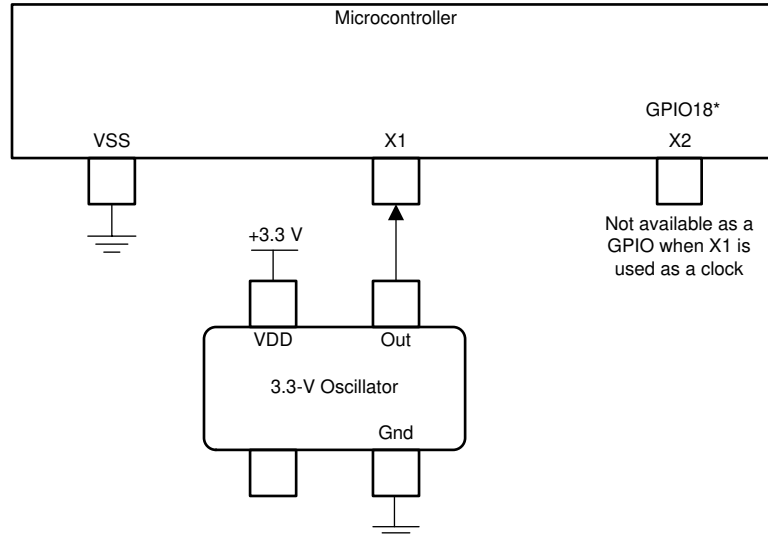 Microcontroller
GPIO18*
VSS
X1
X2
Not available as a
GPIO when X1 is
used as a clock
+3.3 V
VDD
Out
3.3-V Oscillator
Gnd